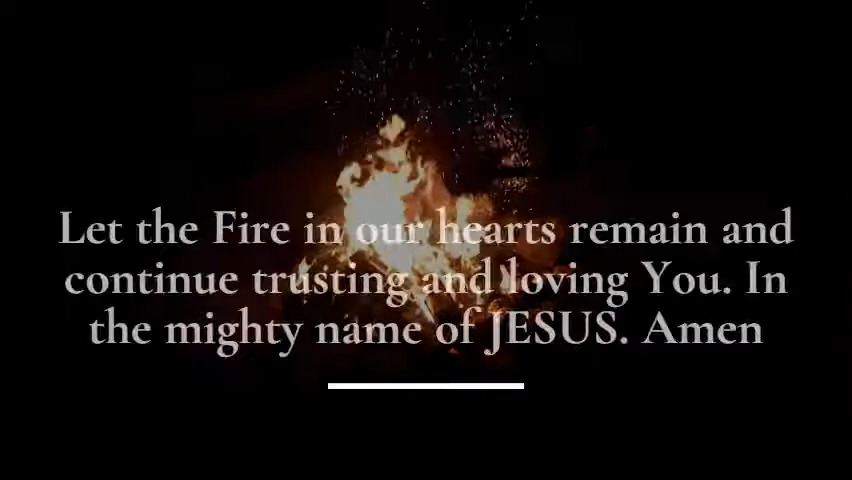 Let the Fire in our hearts remain and
continue trusting and loving You. In
the mighty name of JESUS. Amen